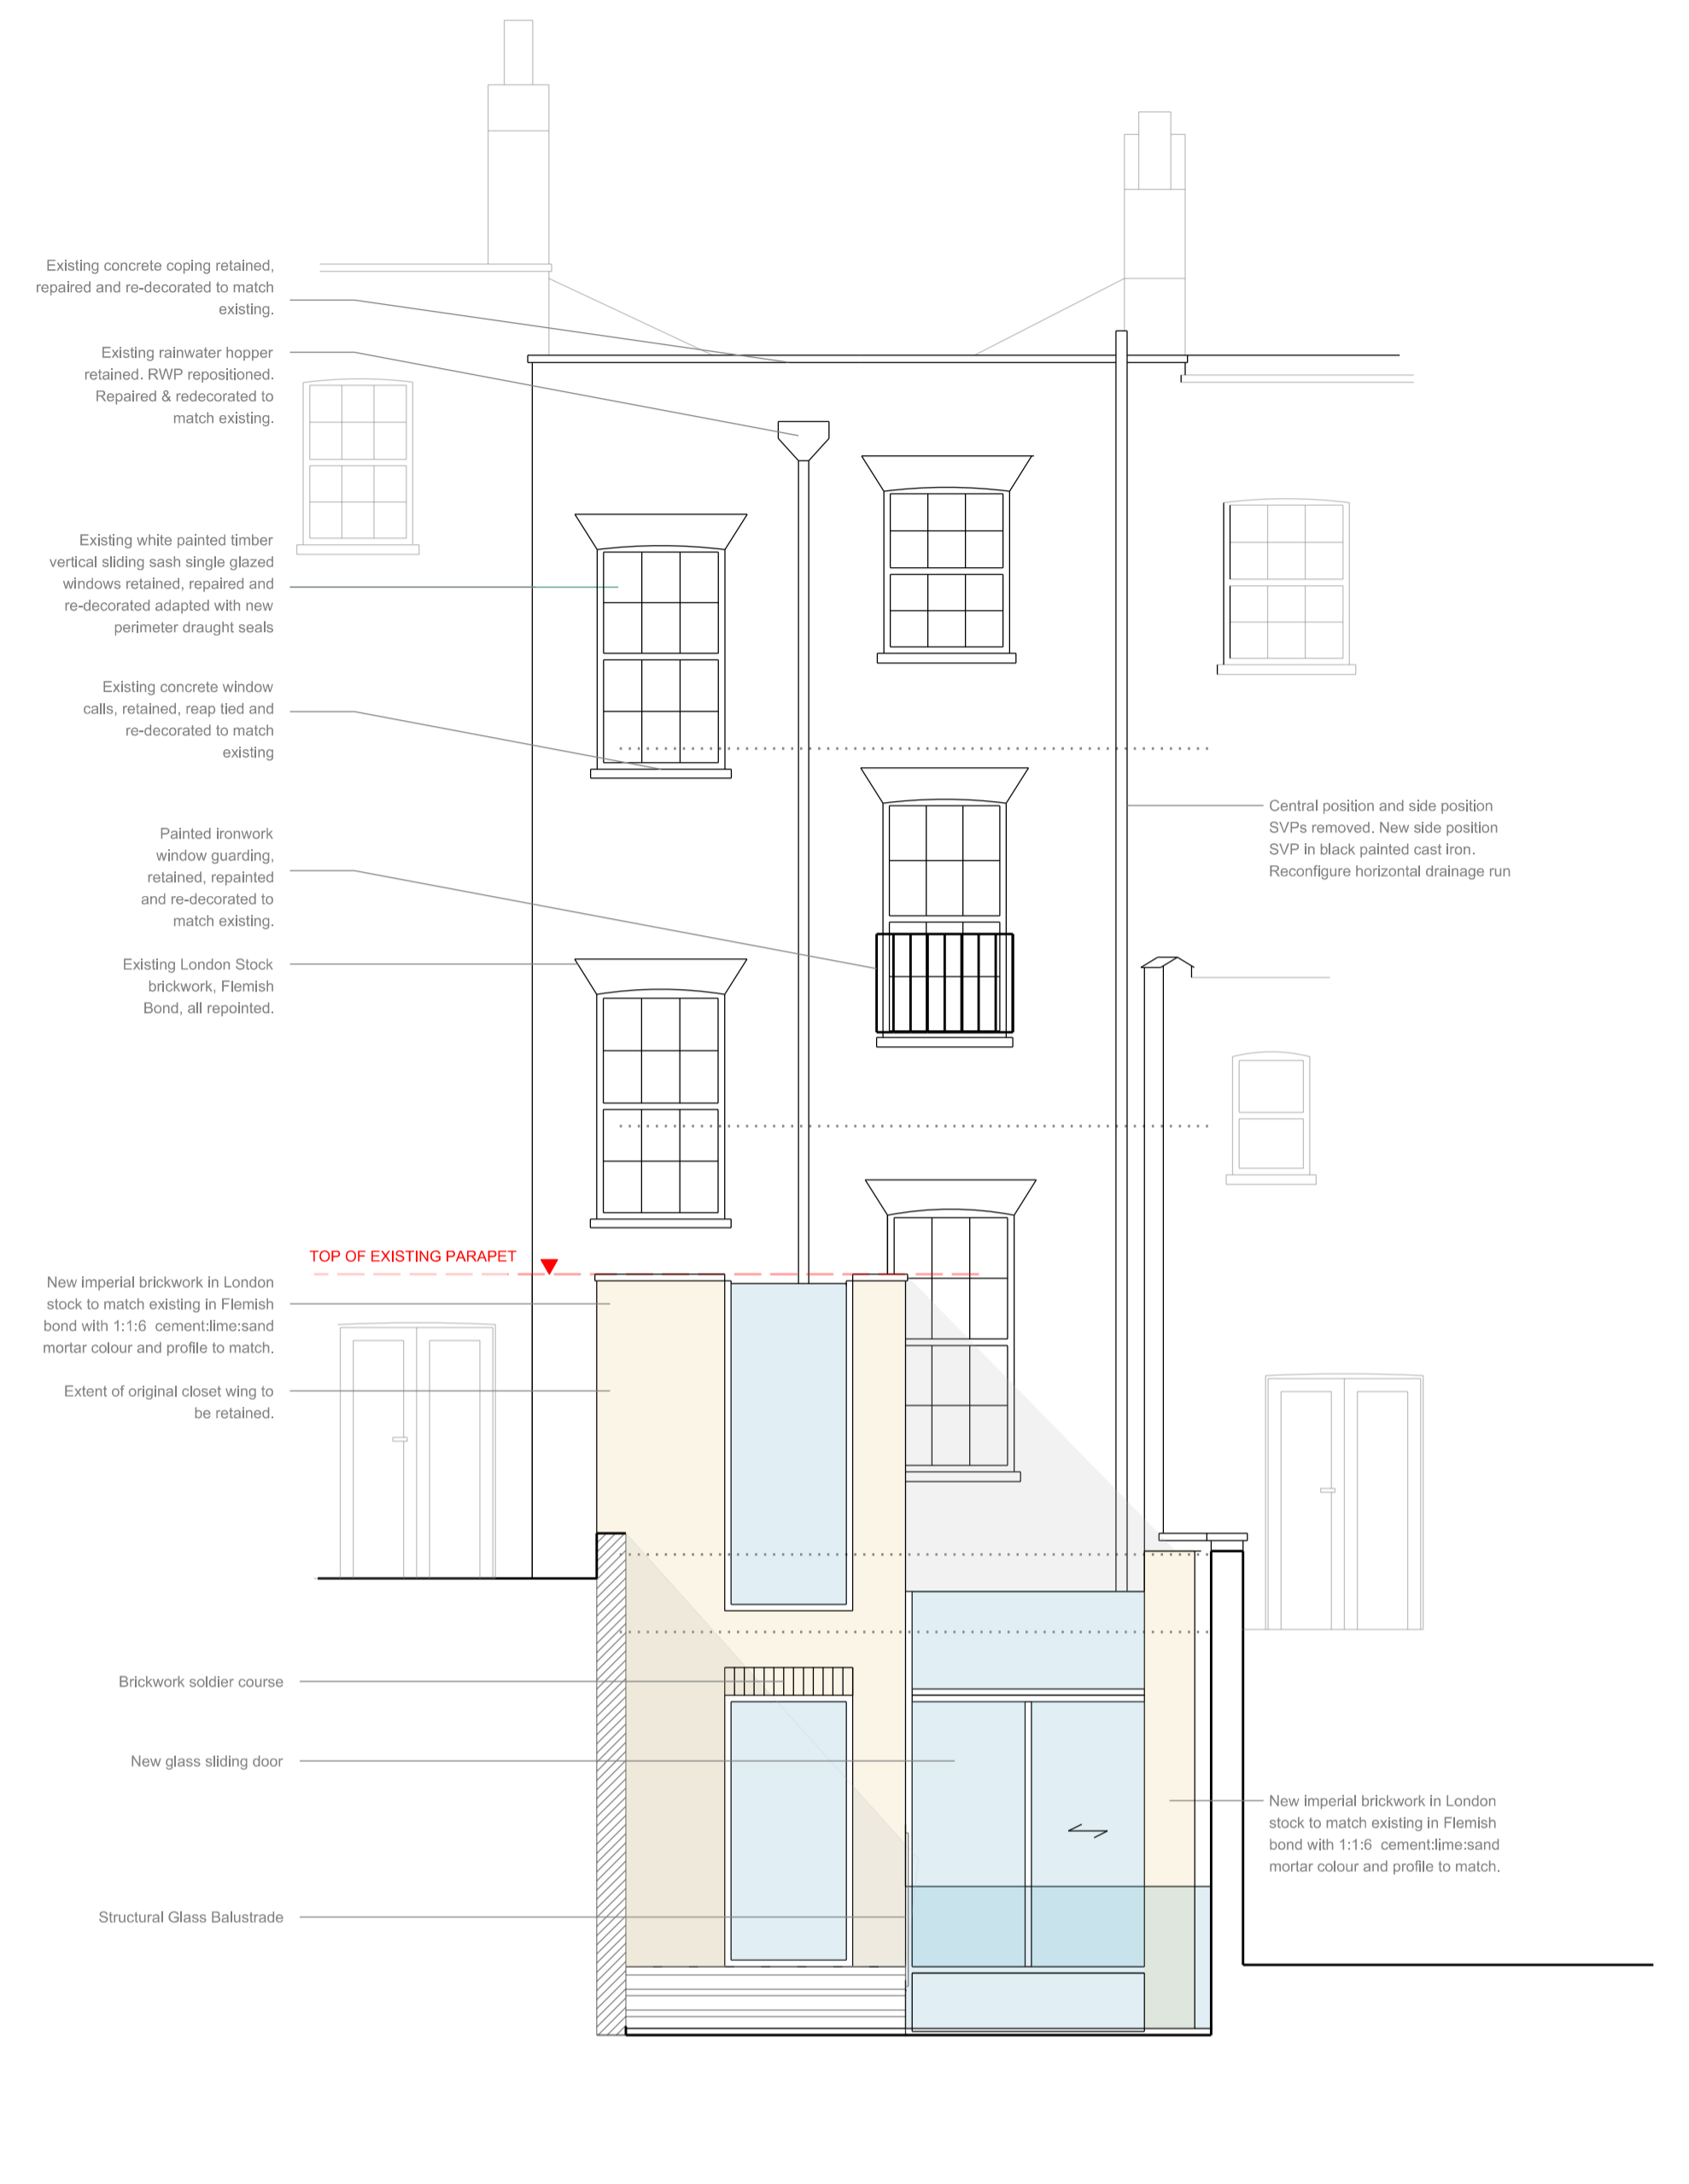 Existing concrete coping retained,
repaired and re-decorated to match
existing.
Existing rainwater hopper
retained. RWP repositioned.
Repaired & redecorated to
match existing.
Existing white painted timber
vertical sliding sash single glazed
windows retained, repaired and
re-decorated adapted with new
perimeter draught seals
Existing concrete window
calls, retained, reap tied and
re-decorated to match
existing
Painted ironwork
window guarding,
retained, repainted
and re-decorated to
match existing.
Existing London Stock
brickwork, Flemish
Bond, all repointed.
TOP OF EXISTING PARAPET
New imperial brickwork in London
stock to match existing in Flemish
bond with 1:1:6 cement:lime:sand
mortar colour and profile to match.
Extent of original closet wing to
be retained.
Brickwork soldier course
New glass sliding door
Structural Glass Balustrade
Central position and side position
SVPs removed. New side position
SVP in black painted cast iron.
Reconfigure horizontal drainage run
New imperial brickwork in London
stock to match existing in Flemish
bond with 1:1:6 cement:lime:sand
mortar colour and profile to match.